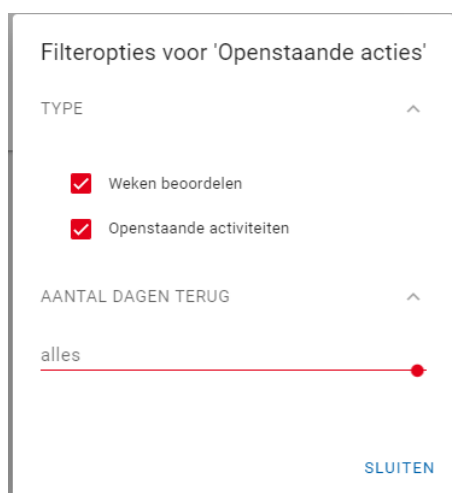 Filteropties voor 'Openstaande acties'
TYPE
Weken beoordelen
Openstaande activiteiten
AANTAL DAGEN TERUG
alles
SLUITEN